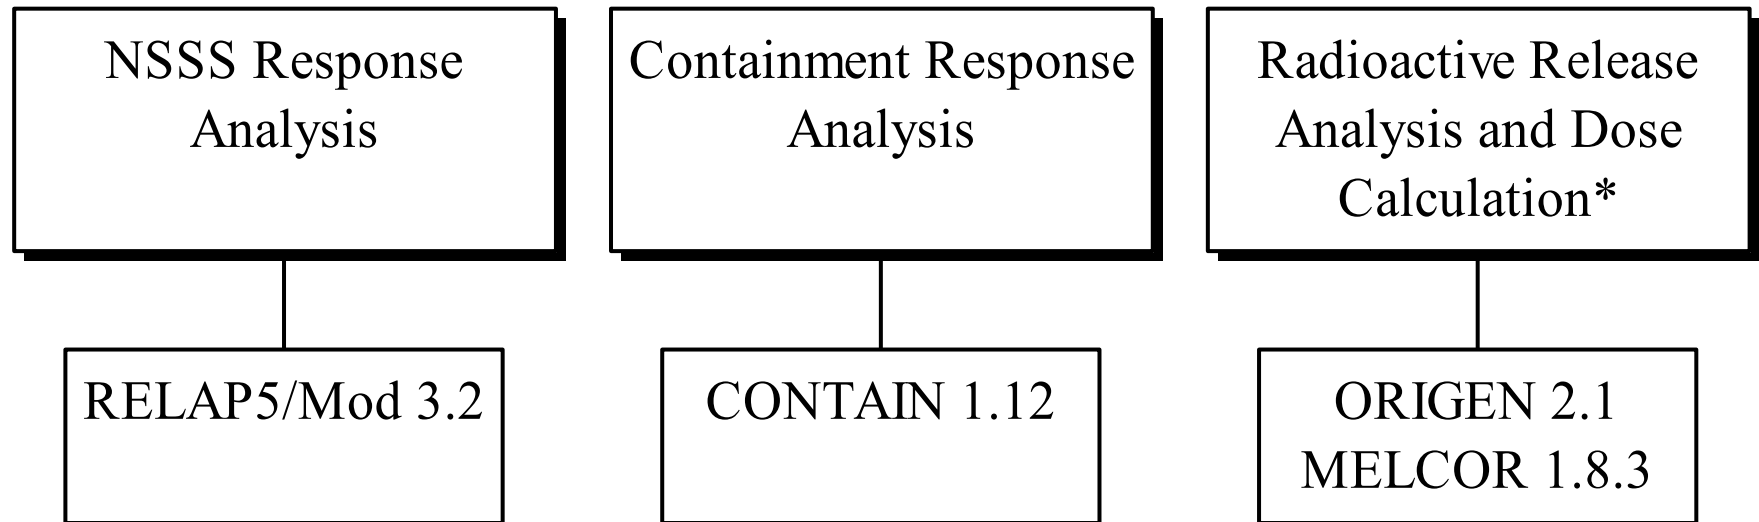 NSSS Response
Analysis
Containment Response
Analysis
Radioactive Release
Analysis and Dose
Calculation*
RELAP5/Mod 3.2
CONTAIN 1.12
ORIGEN 2.1
MELCOR 1.8.3